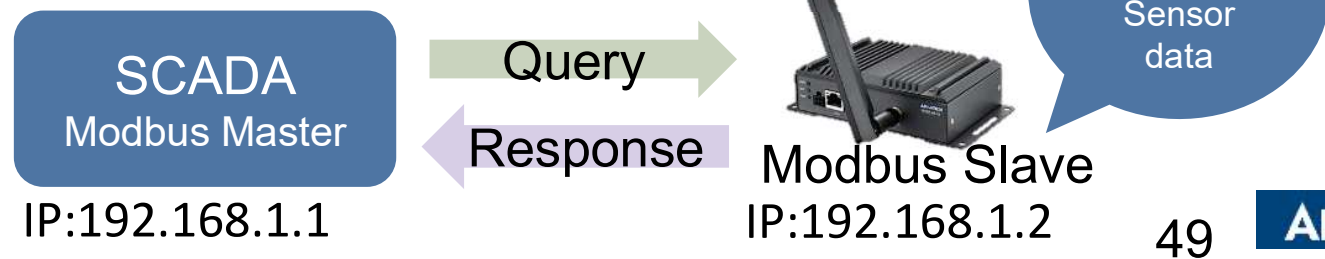 SCADA
Modbus Master
IP:192.168.1.1
Query
Response
Modbus Slave
IP:192.168.1.2
Sensor
data
49